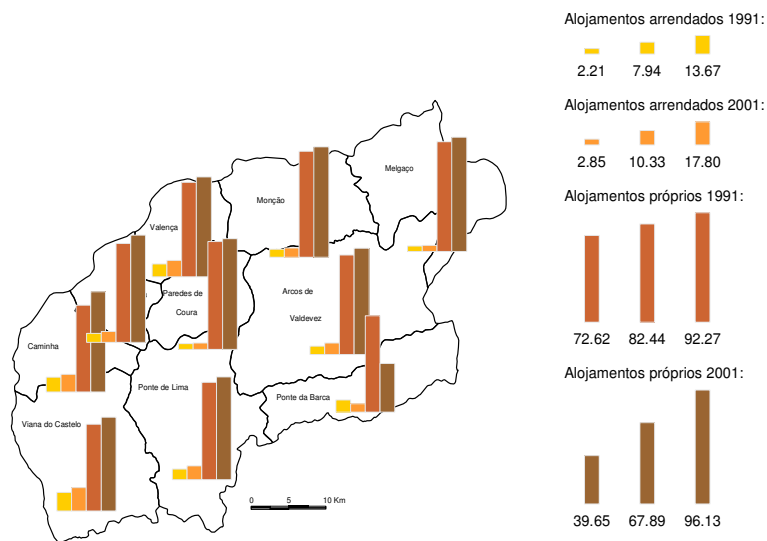 Alojamentos arrendados 1991:
2.21 7.94 13.67
Alojamentos arrendados 2001:
2.85 10.33 17.80
Alojamentos próprios 1991:
72.62 82.44 92.27
Alojamentos próprios 2001:
39.65 67.89 96.13
Melgaço
Monção
Valença
Paredes de
Coura
Arcos de
Valdevez
Caminha
Ponte de Lima
Ponte da Barca
Viana do Castelo
0 5 10 Km